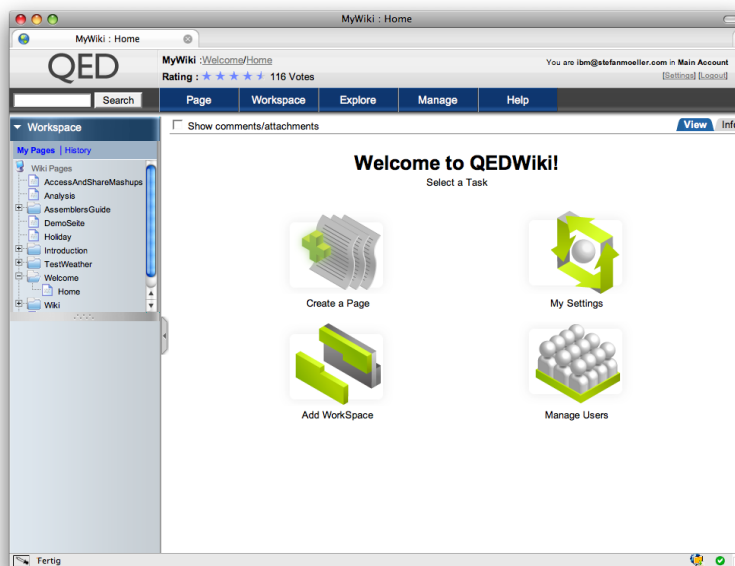 MyWiki : Home
MyWiki : Home
QED
MyWiki :Welcome/Home
You are ibm@stefanmoeller.com in Main Account
Rating : 116 Votes
[Settings] [Logout]
Search
Page Workspace Explore Manage Help
Workspace
Show comments/attachments
View Info
My Pages | History
Wiki Pages
AccessAndShareMashups
Analysis
AssemblersGuide
DemoSeite
Holiday
Introduction
TestWeather
Welcome
Home
Wiki
Welcome to QEDWiki!
Select a Task
Create a Page
My Settings
Add WorkSpace
Manage Users
Fertig